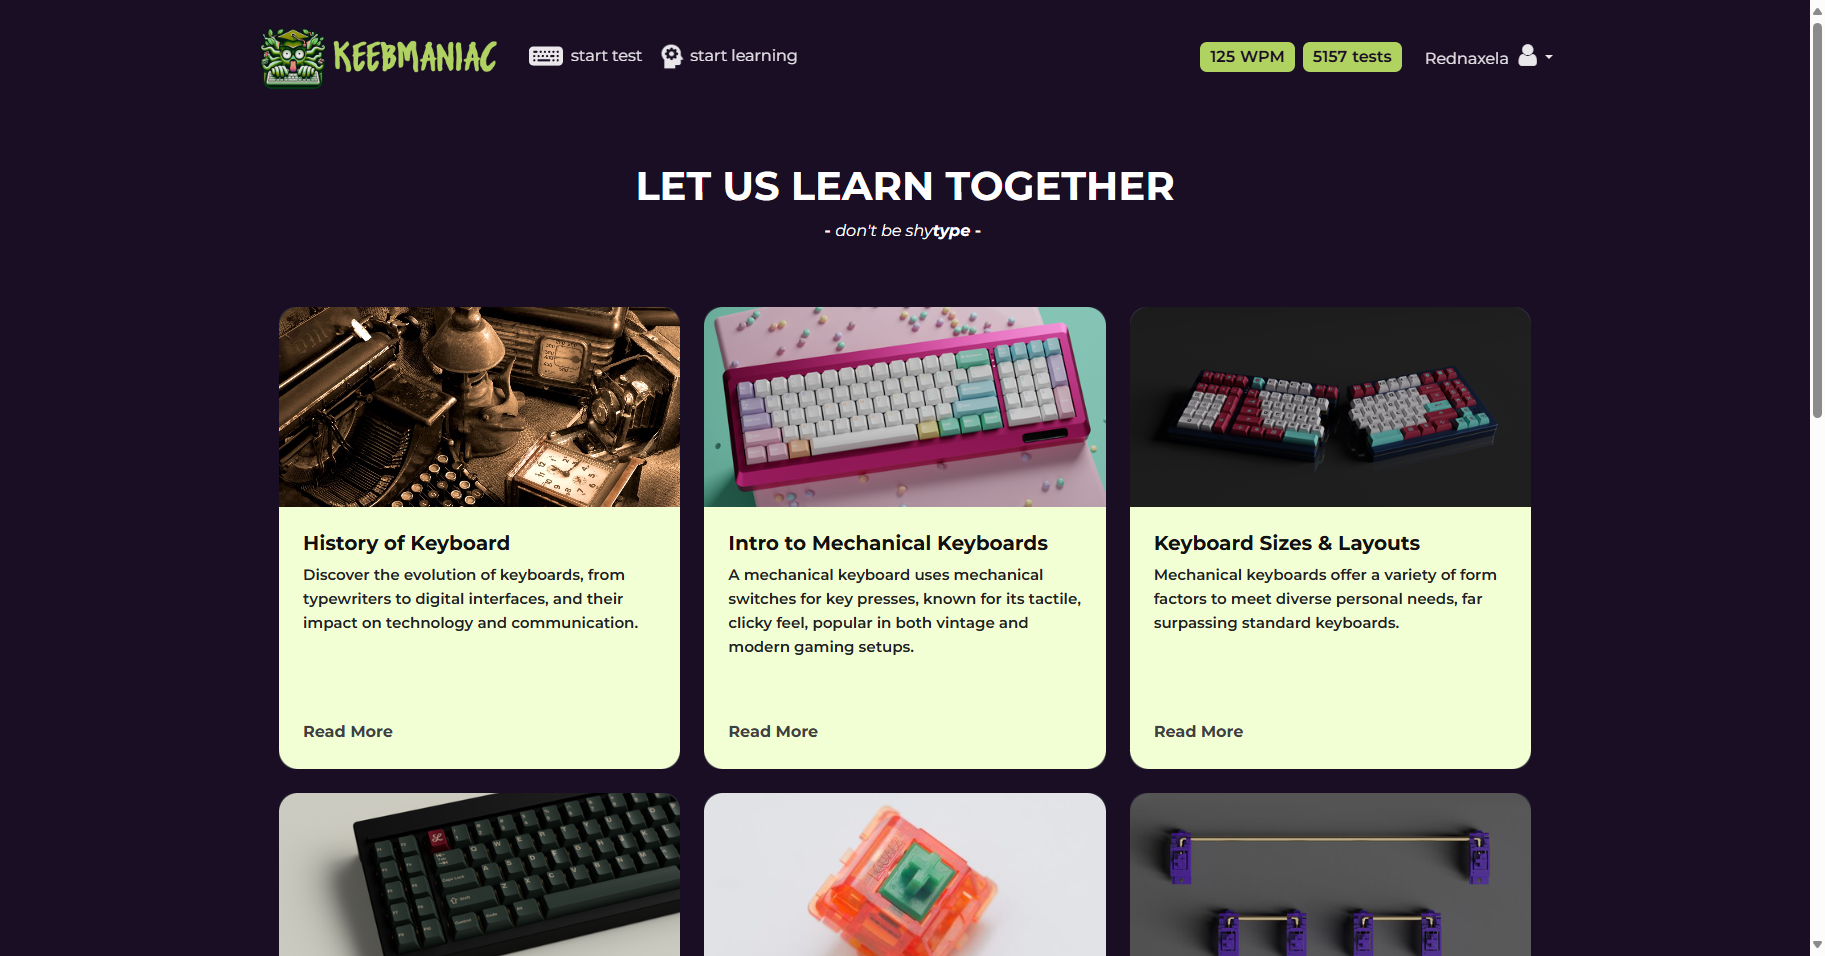 KEEBMANIAC
start test
start learning
125 WPM
5157 tests
Rednaxela
LET US LEARN TOGETHER
- don't be shytype -
History of Keyboard
Discover the evolution of keyboards, from
typewriters to digital interfaces, and their
impact on technology and communication.
Read More
Intro to Mechanical Keyboards
A mechanical keyboard uses mechanical
switches for key presses, known for its tactile,
clicky feel, popular in both vintage and
modern gaming setups.
Read More
Keyboard Sizes & Layouts
Mechanical keyboards offer a variety of form
factors to meet diverse personal needs, far
surpassing standard keyboards.
Read More